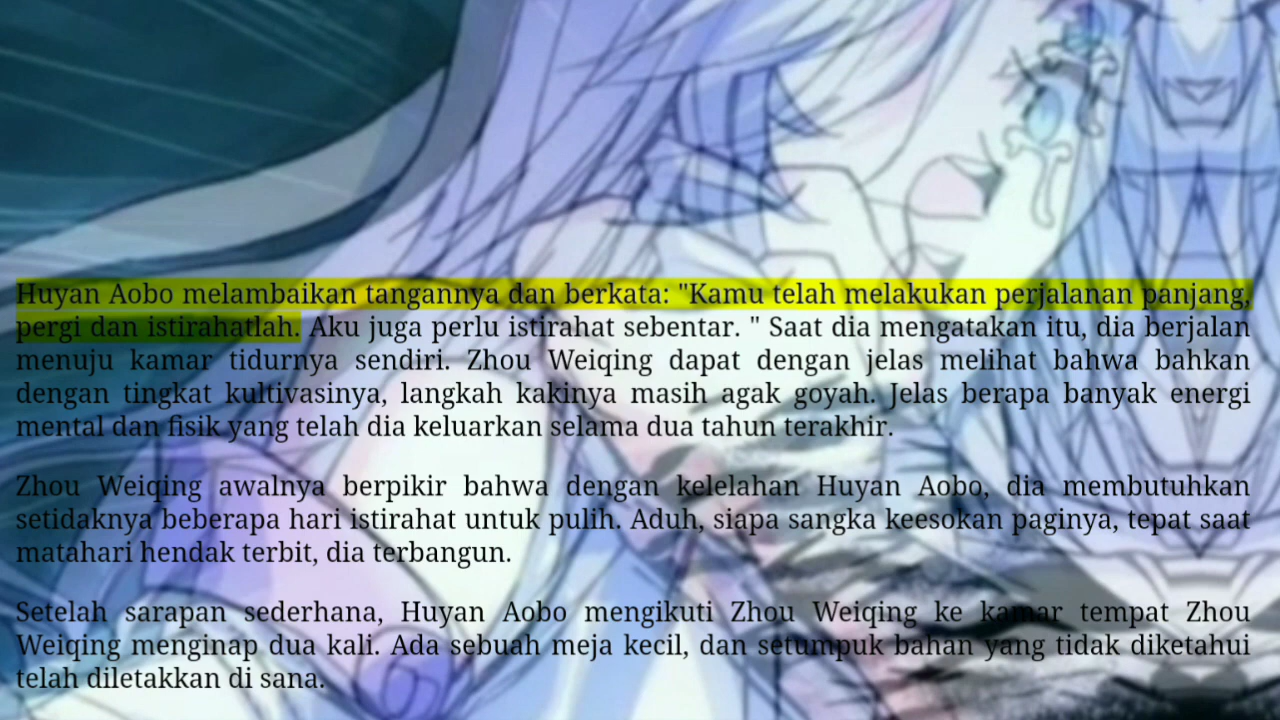 Huyan Aobo melambaikan tangannya dan berkata: "Kamu telah melakukan perjalanan panjang,
pergi dan istirahatlah. Aku juga perlu istirahat sebentar. " Saat dia mengatakan itu, dia berjalan
menuju kamar tidurnya sendiri. Zhou Weiqing dapat dengan jelas melihat bahwa bahkan
dengan tingkat kultivasinya, langkah kakinya masih agak goyah. Jelas berapa banyak energi
mental dan fisik yang telah dia keluarkan selama dua tahun terakhir.
Zhou Weiqing awalnya berpikir bahwa dengan kelelahan Huyan Aobo, dia membutuhkan
setidaknya beberapa hari istirahat untuk pulih. Aduh, siapa sangka keesokan paginya, tepat saat
matahari hendak terbit, dia terbangun.
Setelah sarapan sederhana, Huyan Aobo mengikuti Zhou Weiqing ke kamar tempat Zhou
Weiqing menginap dua kali. Ada sebuah meja kecil, dan setumpuk bahan yang tidak diketahui
telah diletakkan di sana.